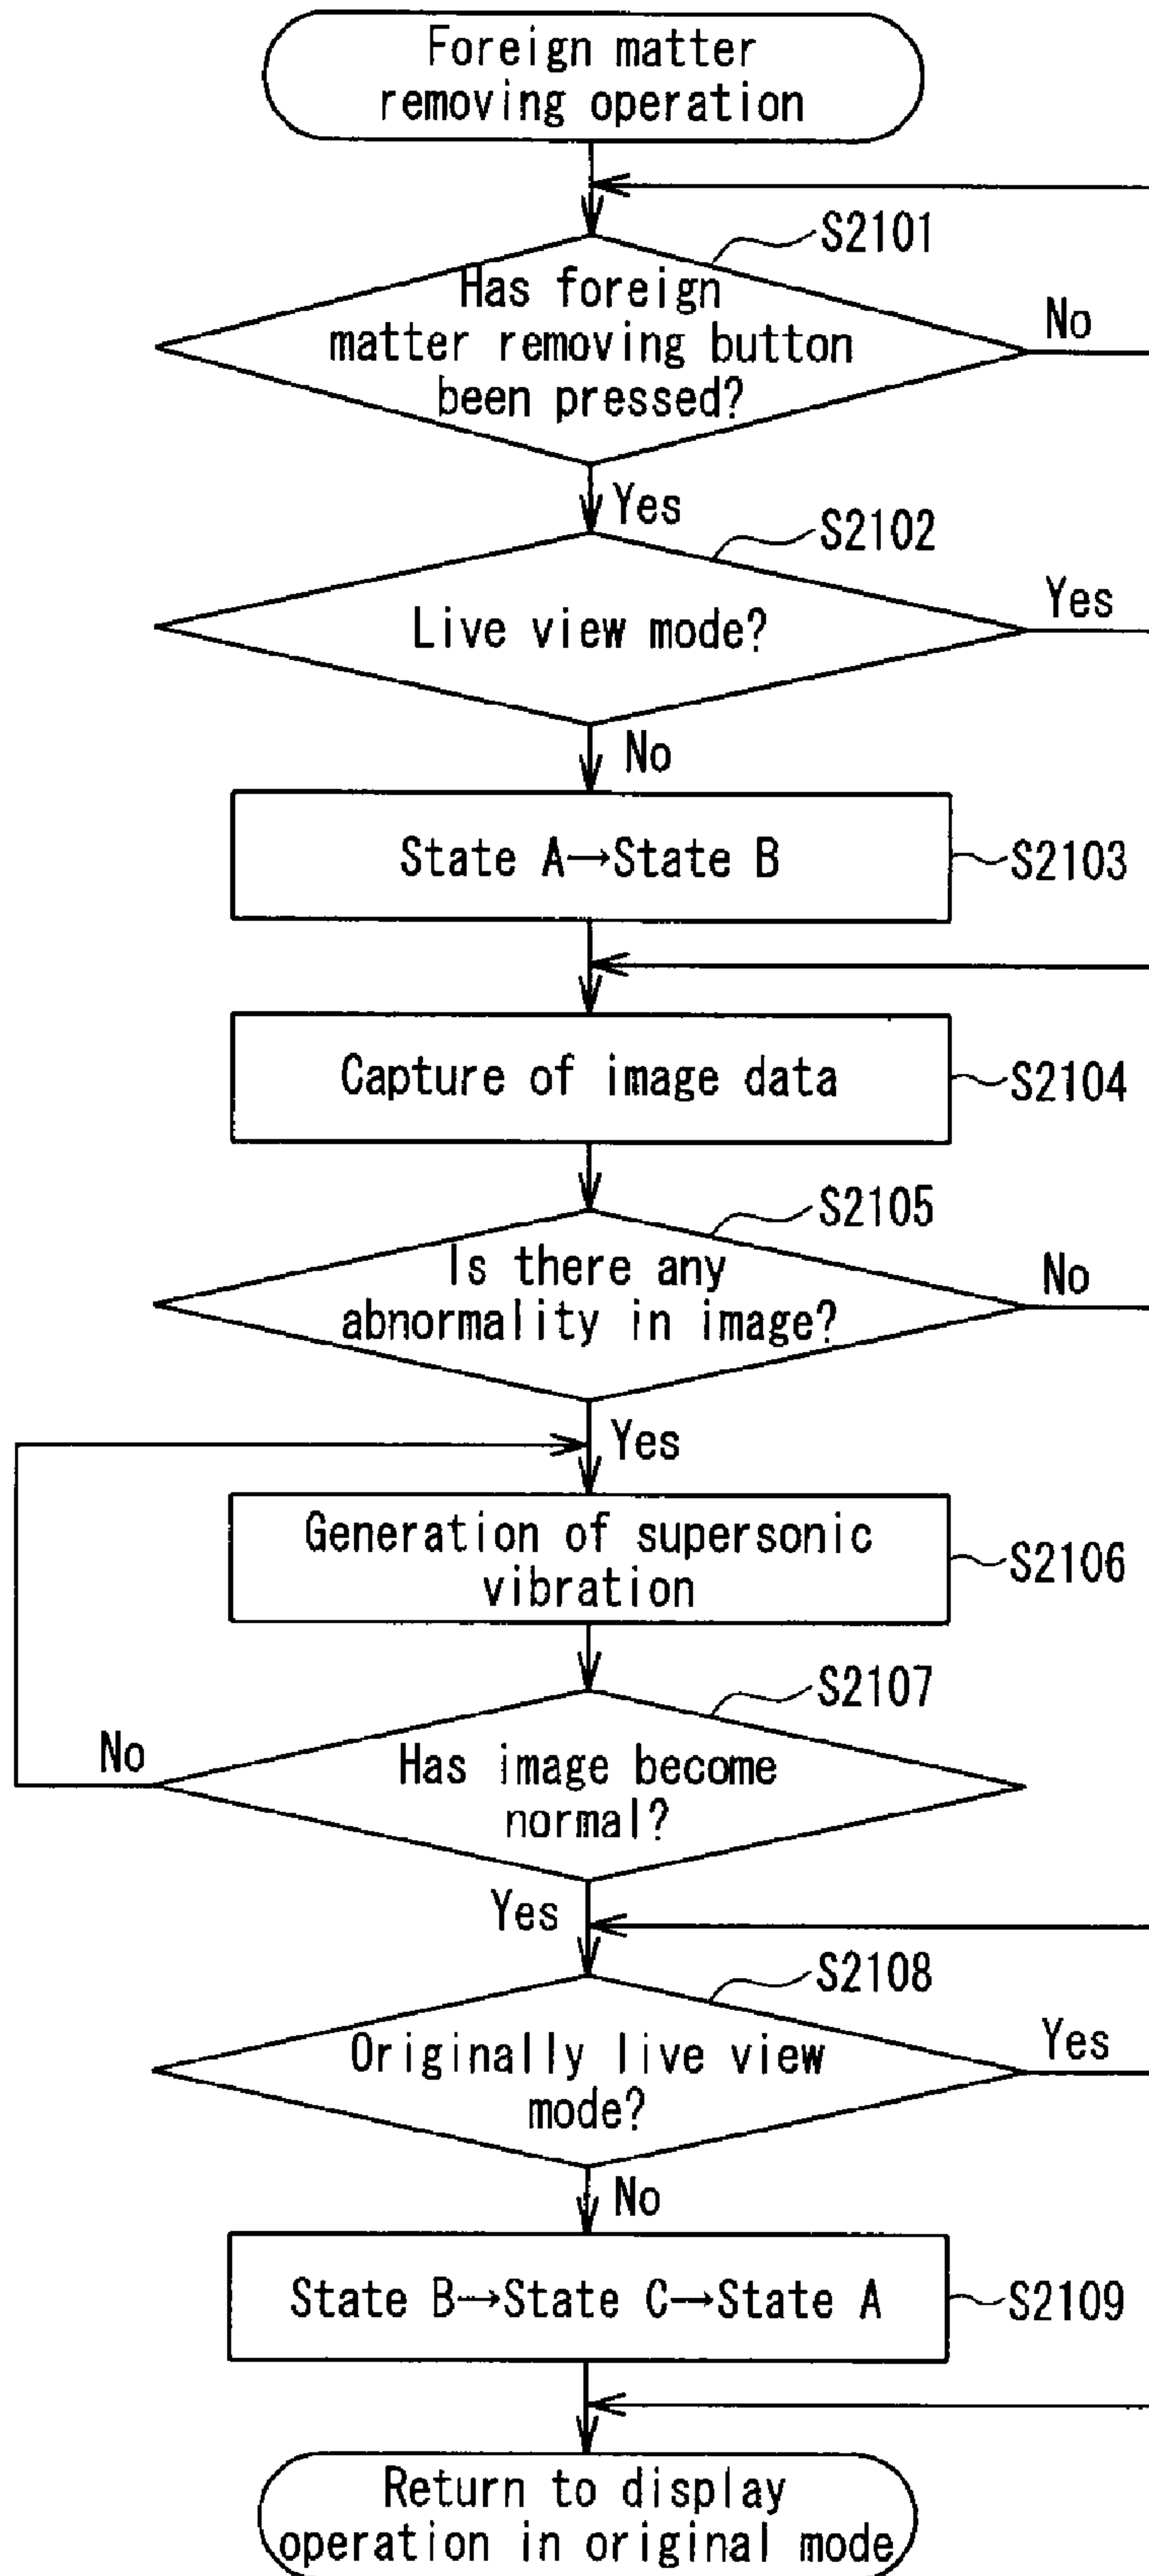 Foreign matter
removing operation
S2101
Has foreign
matter removing button
been pressed?
No
Yes
S2102
Live view mode?
Yes
No
State A→State B
S2103
Capture of image data
S2104
S2105
Is there any
abnormality in image?
No
Yes
Generation of supersonic
vibration
S2106
S2107
Has image become
normal?
No
Yes
S2108
Originally live view
mode?
Yes
No
State B→State C→State A
S2109
Return to display
operation in original mode